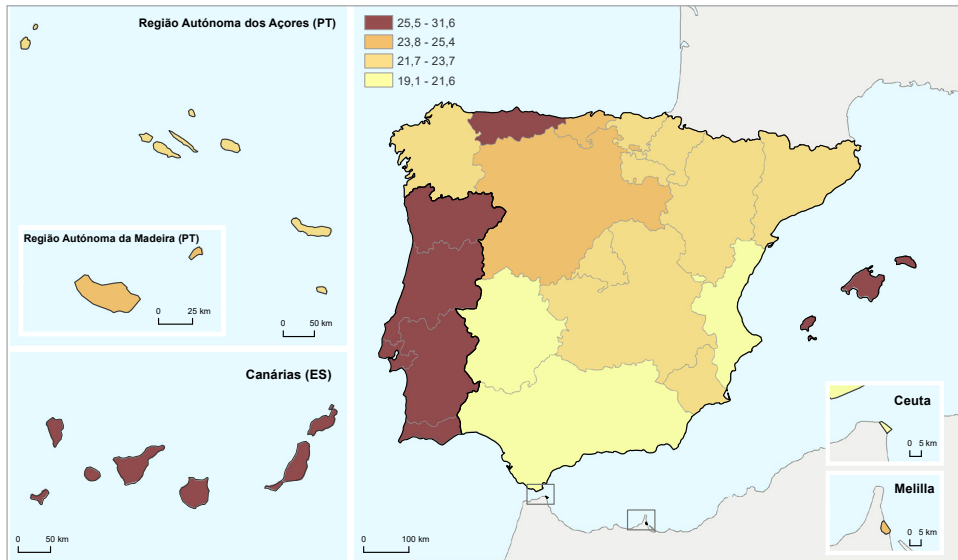 Região Autónoma dos Açores (PT)
25,5 - 31,6
23,8 - 25,4
21,7 - 23,7
19,1 - 21,6
Região Autónoma da Madeira (PT)
0 25 km
0 50 km
Canárias (ES)
0 50 km
0 100 km
Ceuta
0 5 km
Melilla
0 5 km